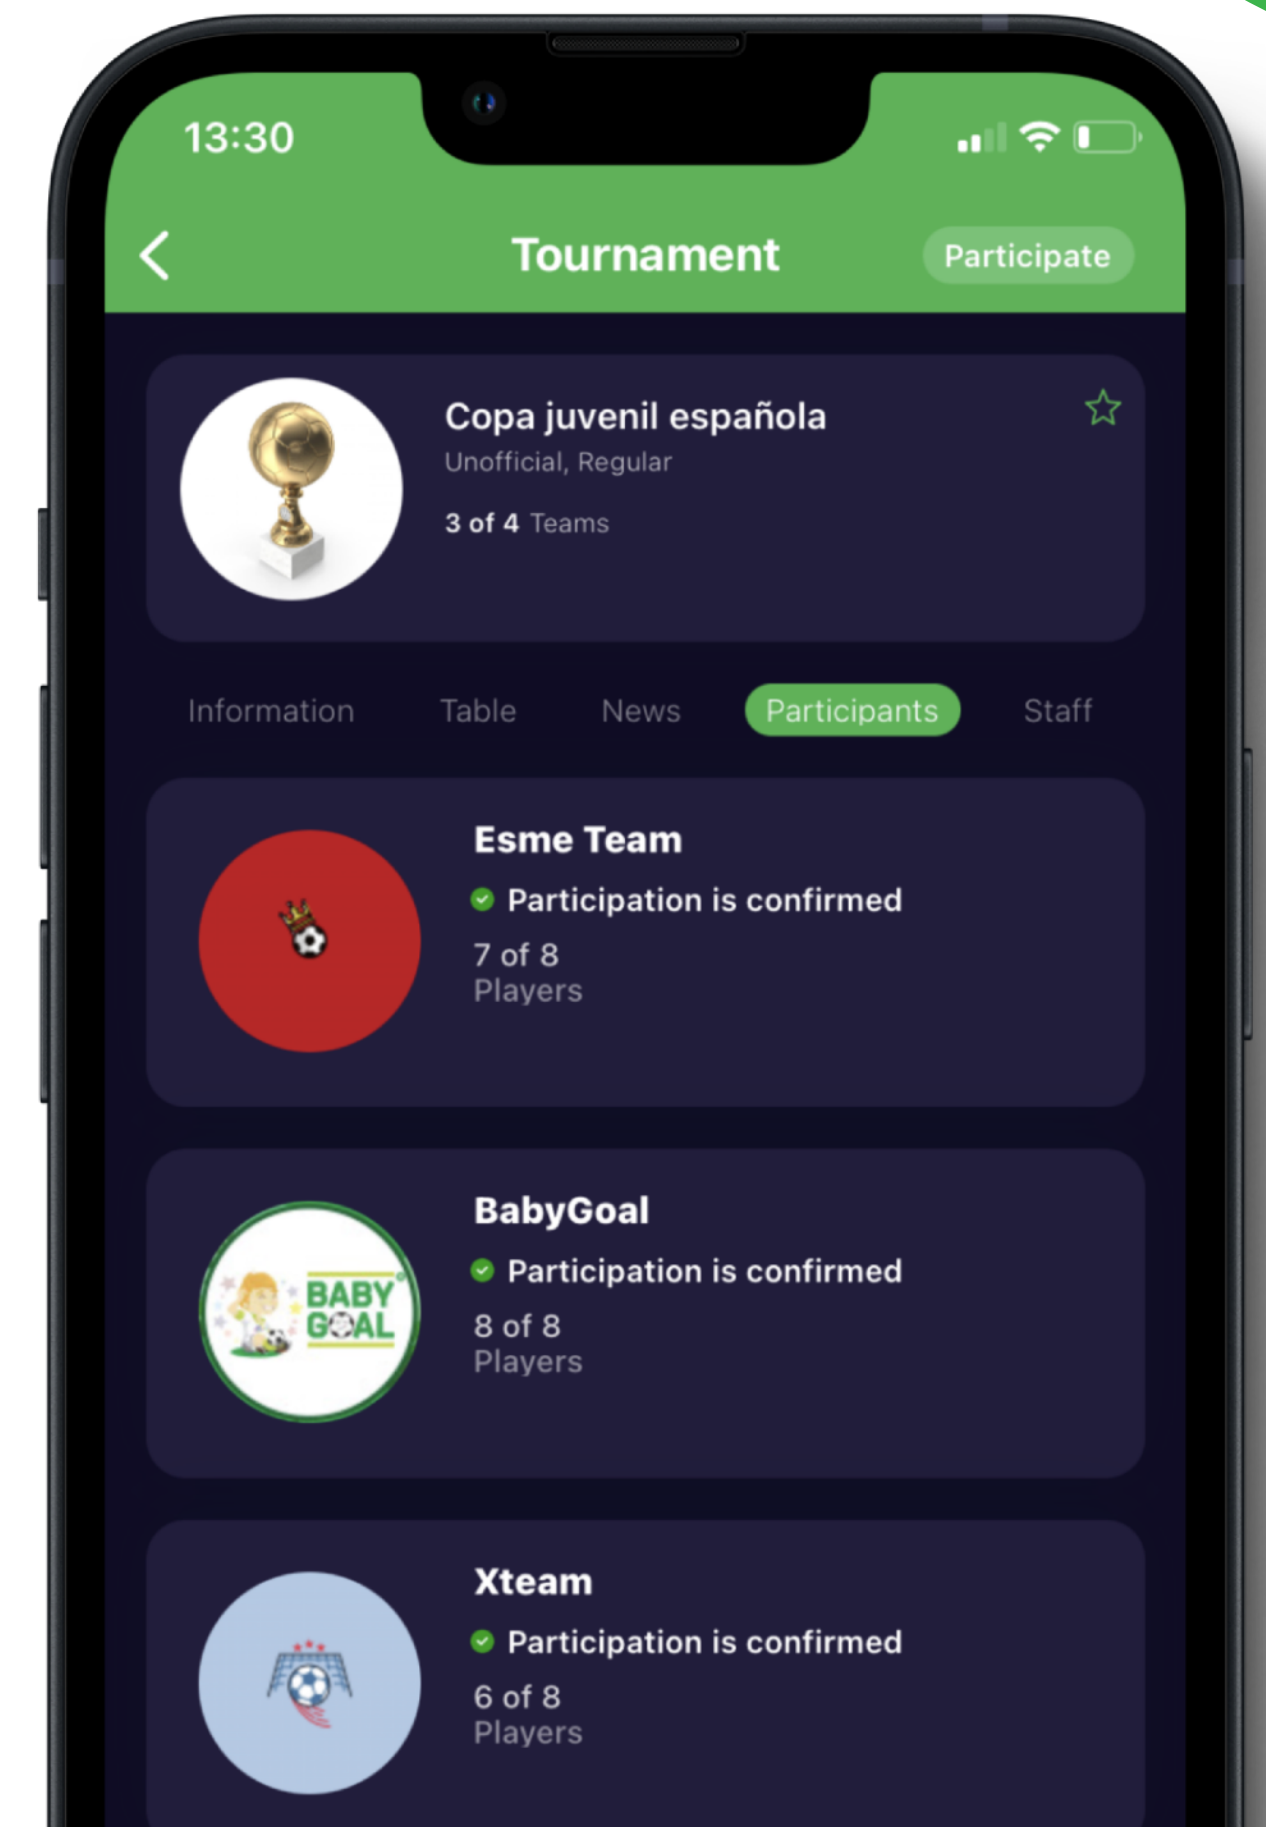 13:30
Tournament
Participate
Copa juvenil española
Unofficial, Regular
3 of 4 Teams
Information Table News Participants Staff
Esme Team
Participation is confirmed
7 of 8
Players
BabyGoal
Participation is confirmed
BABY
GOAL
8 of 8
Players
Xteam
Participation is confirmed
6 of 8
Players